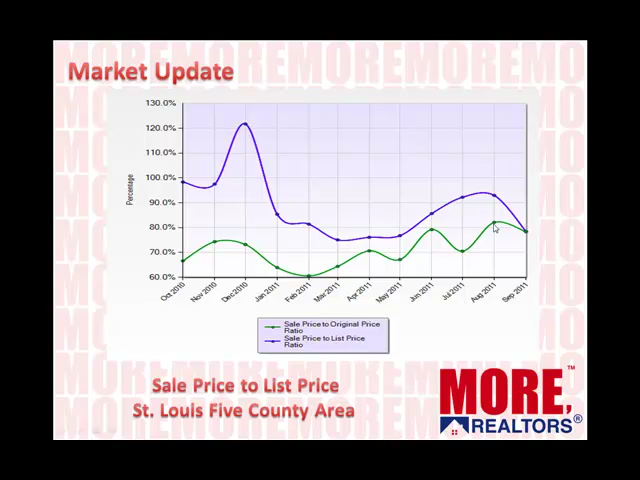 Market Update
130.0%
120.0%
110.0%
100.0%
90.0%
80.0%
70.0%
60.0%
Percentage
Oct 2010
Nov 2010
Dec 2010
Jan 2011
Feb 2011
Mar 2011
Apr 2011
May 2011
Jun 2011
Jul 2011
Aug 2011
Sep 2011
Sale Price to Original Price
Ratio
Sale Price to List Price
Ratio
Sale Price to List Price
St. Louis Five County Area
MORE, ™
REALTORS®